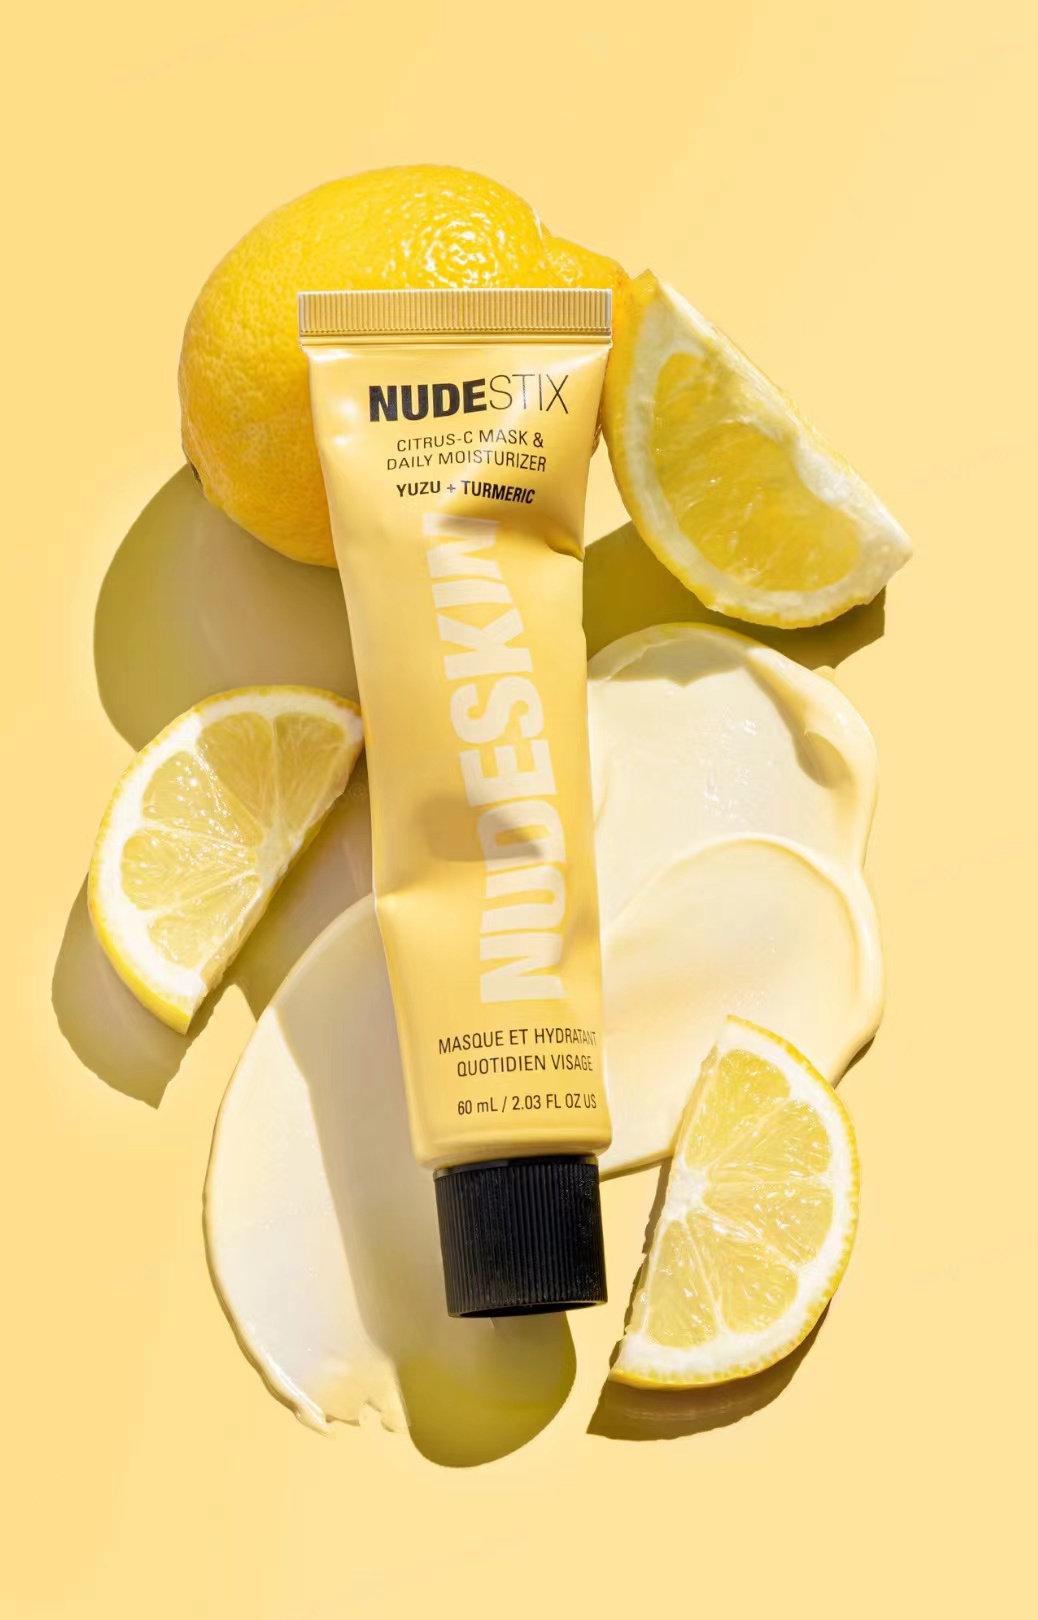 NUDESTIX
CITRUS-C MASK &
DAILY MOISTURIZER
YUZU + TURMERIC
NUDESKIN
MASQUE ET HYDRATANT
QUOTIDIEN VISAGE
60 mL / 2.03 FL OZ US